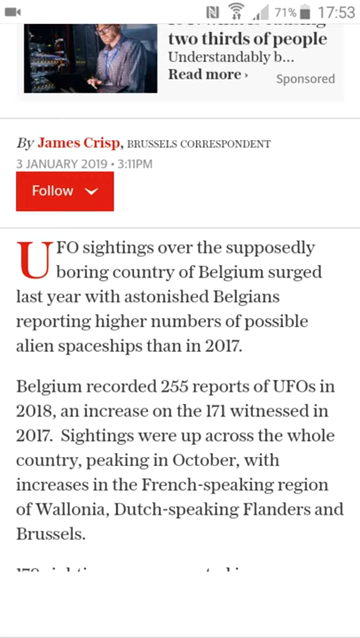 71% 17:53
two thirds of people
Understandably b...
Read more ›
Sponsored
By James Crisp, BRUSSELS CORRESPONDENT
3 JANUARY 2019 • 3:11PM
Follow
UFO sightings over the supposedly
boring country of Belgium surged
last year with astonished Belgians
reporting higher numbers of possible
alien spaceships than in 2017.
Belgium recorded 255 reports of UFOs in
2018, an increase on the 171 witnessed in
2017. Sightings were up across the whole
country, peaking in October, with
increases in the French-speaking region
of Wallonia, Dutch-speaking Flanders and
Brussels.